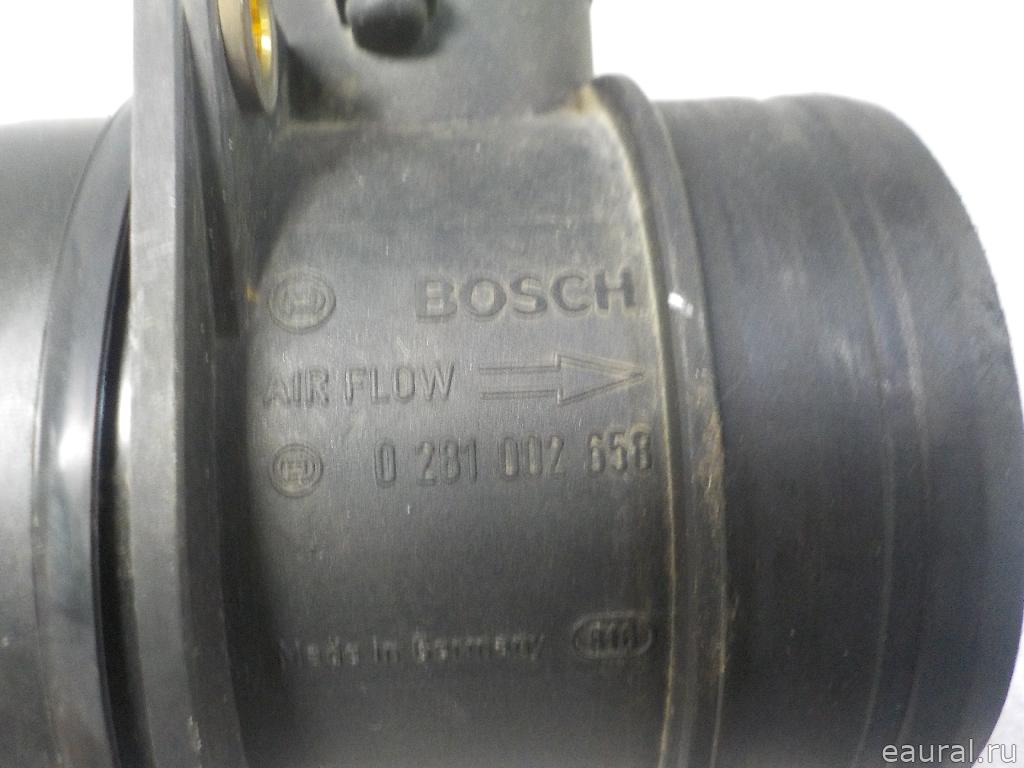 BOSCH
AIR FLOW
0 281 002 658
Made in Germany
eaural.ru